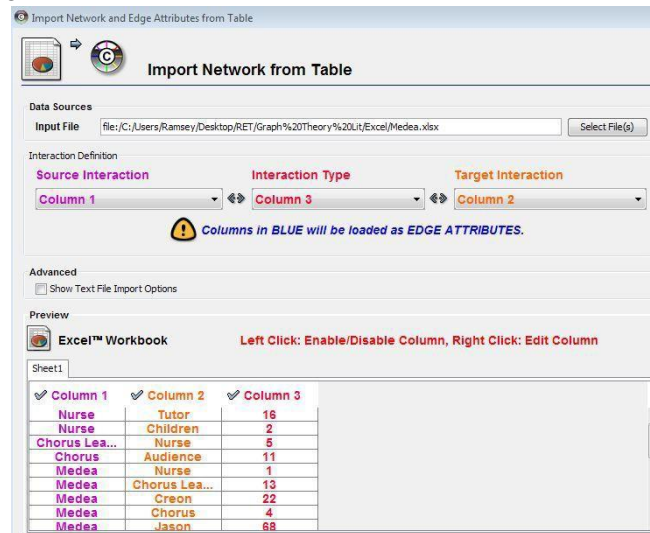 Import Network and Edge Attributes from Table
Import Network from Table
Data Sources
Input File file:/C:/Users/Ramsey/Desktop/RET/Graph%20Theory%20Lit/Excel/Medea.xlsx Select File(s)
Interaction Definition
Source Interaction Interaction Type Target Interaction
Column 1 Column 3 Column 2
Columns in BLUE will be loaded as EDGE ATTRIBUTES.
Advanced
Show Text File Import Options
Preview
Excel™ Workbook Left Click: Enable/Disable Column, Right Click: Edit Column
Sheet1
Column 1 Column 2 Column 3
Nurse Tutor 16
Nurse Children 2
Chorus Lea... Nurse 5
Chorus Audience 11
Medea Nurse 1
Medea Chorus Lea... 13
Medea Creon 22
Medea Chorus 4
Medea Jason 68